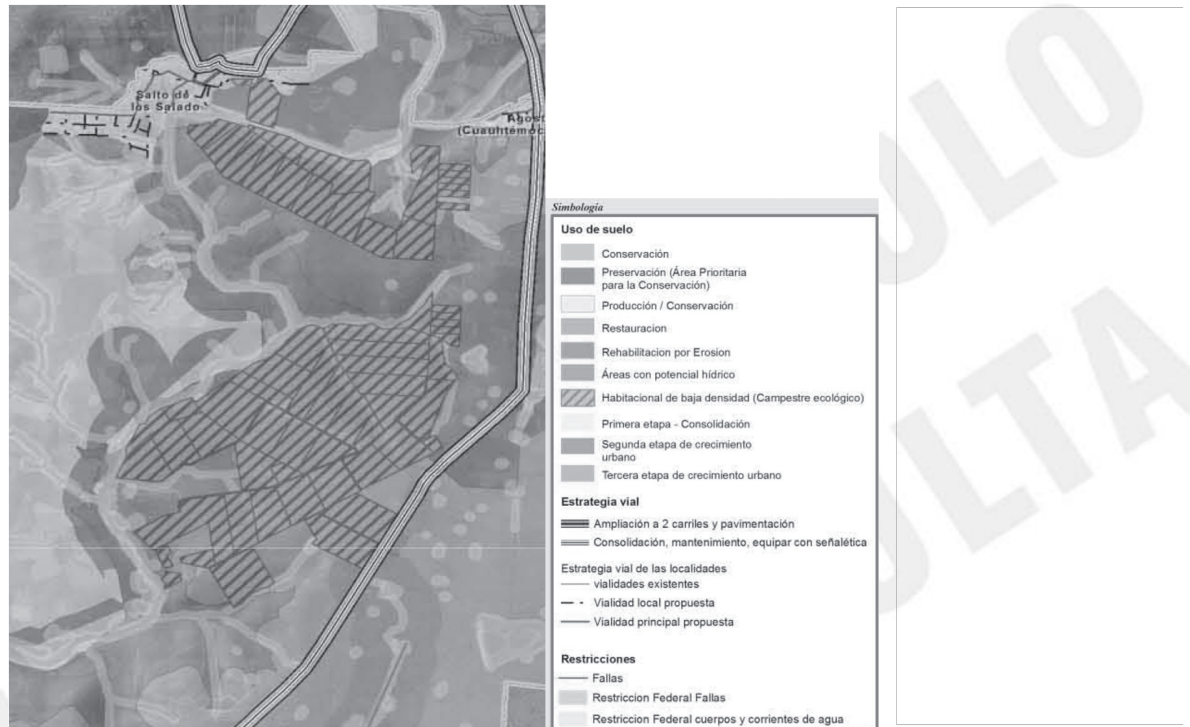 Salto de
los Salado
Agost
(Cuauhtémoc
Simbología
Uso de suelo
Conservación
Preservación (Área Prioritaria
para la Conservación)
Producción / Conservación
Restauracion
Rehabilitacion por Erosion
Áreas con potencial hídrico
Habitacional de baja densidad (Campestre ecológico)
Primera etapa - Consolidación
Segunda etapa de crecimiento
urbano
Tercera etapa de crecimiento urbano
Estrategia vial
Ampliación a 2 carriles y pavimentación
Consolidación, mantenimiento, equipar con señalética
Estrategia vial de las localidades
vialidades existentes
Vialidad local propuesta
Vialidad principal propuesta
Restricciones
Fallas
Restriccion Federal Fallas
Restriccion Federal cuerpos y corrientes de agua
OLO
ULTA